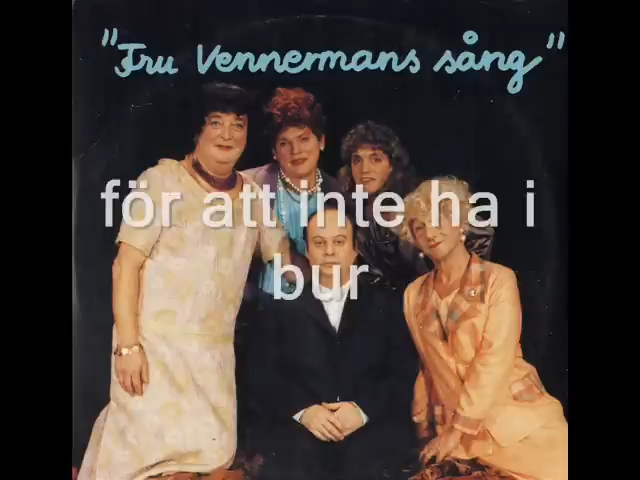 "Fru Vennermans sång"
för att inte ha i
bur